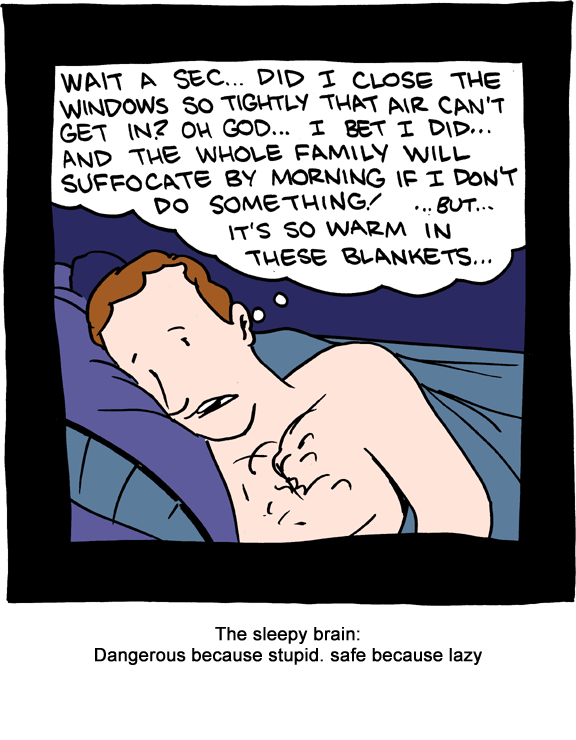 WAIT A SEC... DID I CLOSE THE
WINDOWS SO TIGHTLY THAT AIR CAN'T
GET IN? OH GOD... I BET I DID...
AND THE WHOLE FAMILY WILL
SUFFOCATE BY MORNING IF I DON'T
DO SOMETHING! ...BUT...
IT'S SO WARM IN
THESE BLANKETS...
The sleepy brain:
Dangerous because stupid. safe because lazy